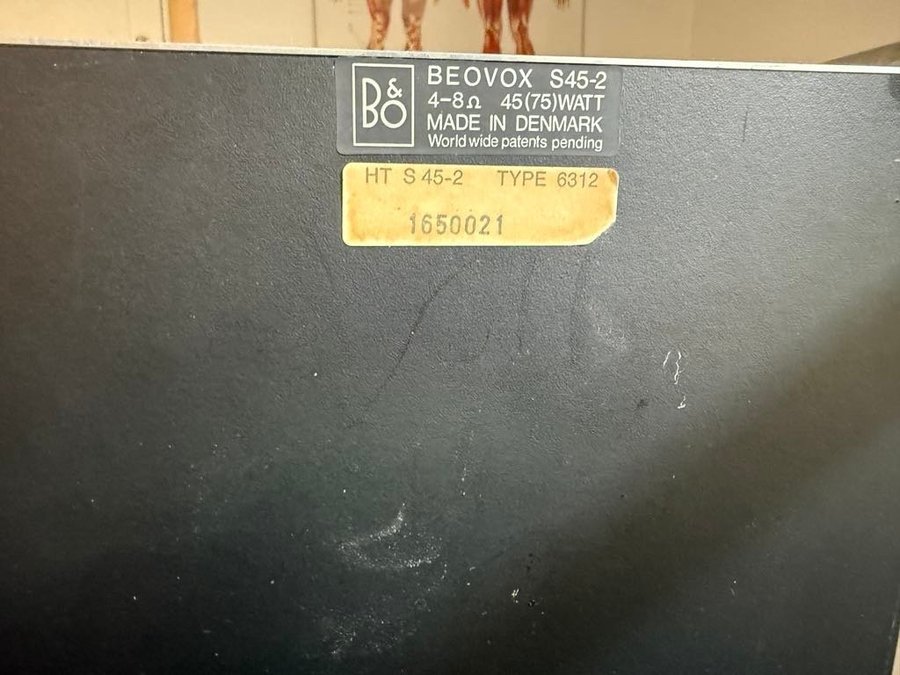 B&O
BEOVOX S45-2
4-8Ω 45(75)WATT
MADE IN DENMARK
World wide patents pending
HT S 45-2 TYPE 6312
1650021